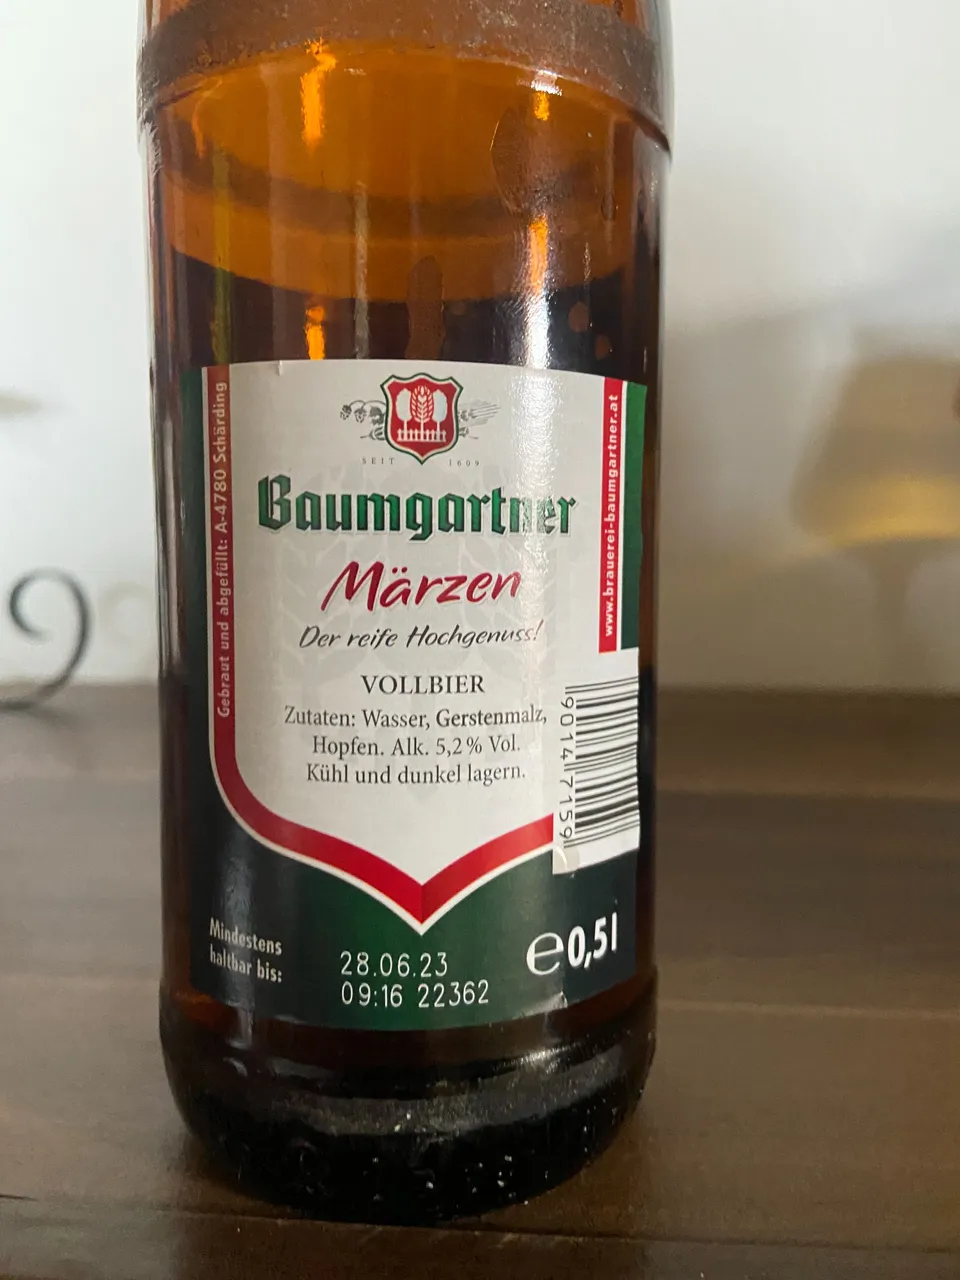 SEIT 1609
Baumgartner
Märzen
Der reife Hochgenuss!
VOLLBIER
Zutaten: Wasser, Gerstenmalz,
Hopfen. Alk. 5,2 % Vol.
Kühl und dunkel lagern.
Gebraut und abgefüllt: A-4780 Schärding
www.brauerei-baumgartner.at
90147159
Mindestens
haltbar bis:
28.06.23
09:16 22362
e 0,5l